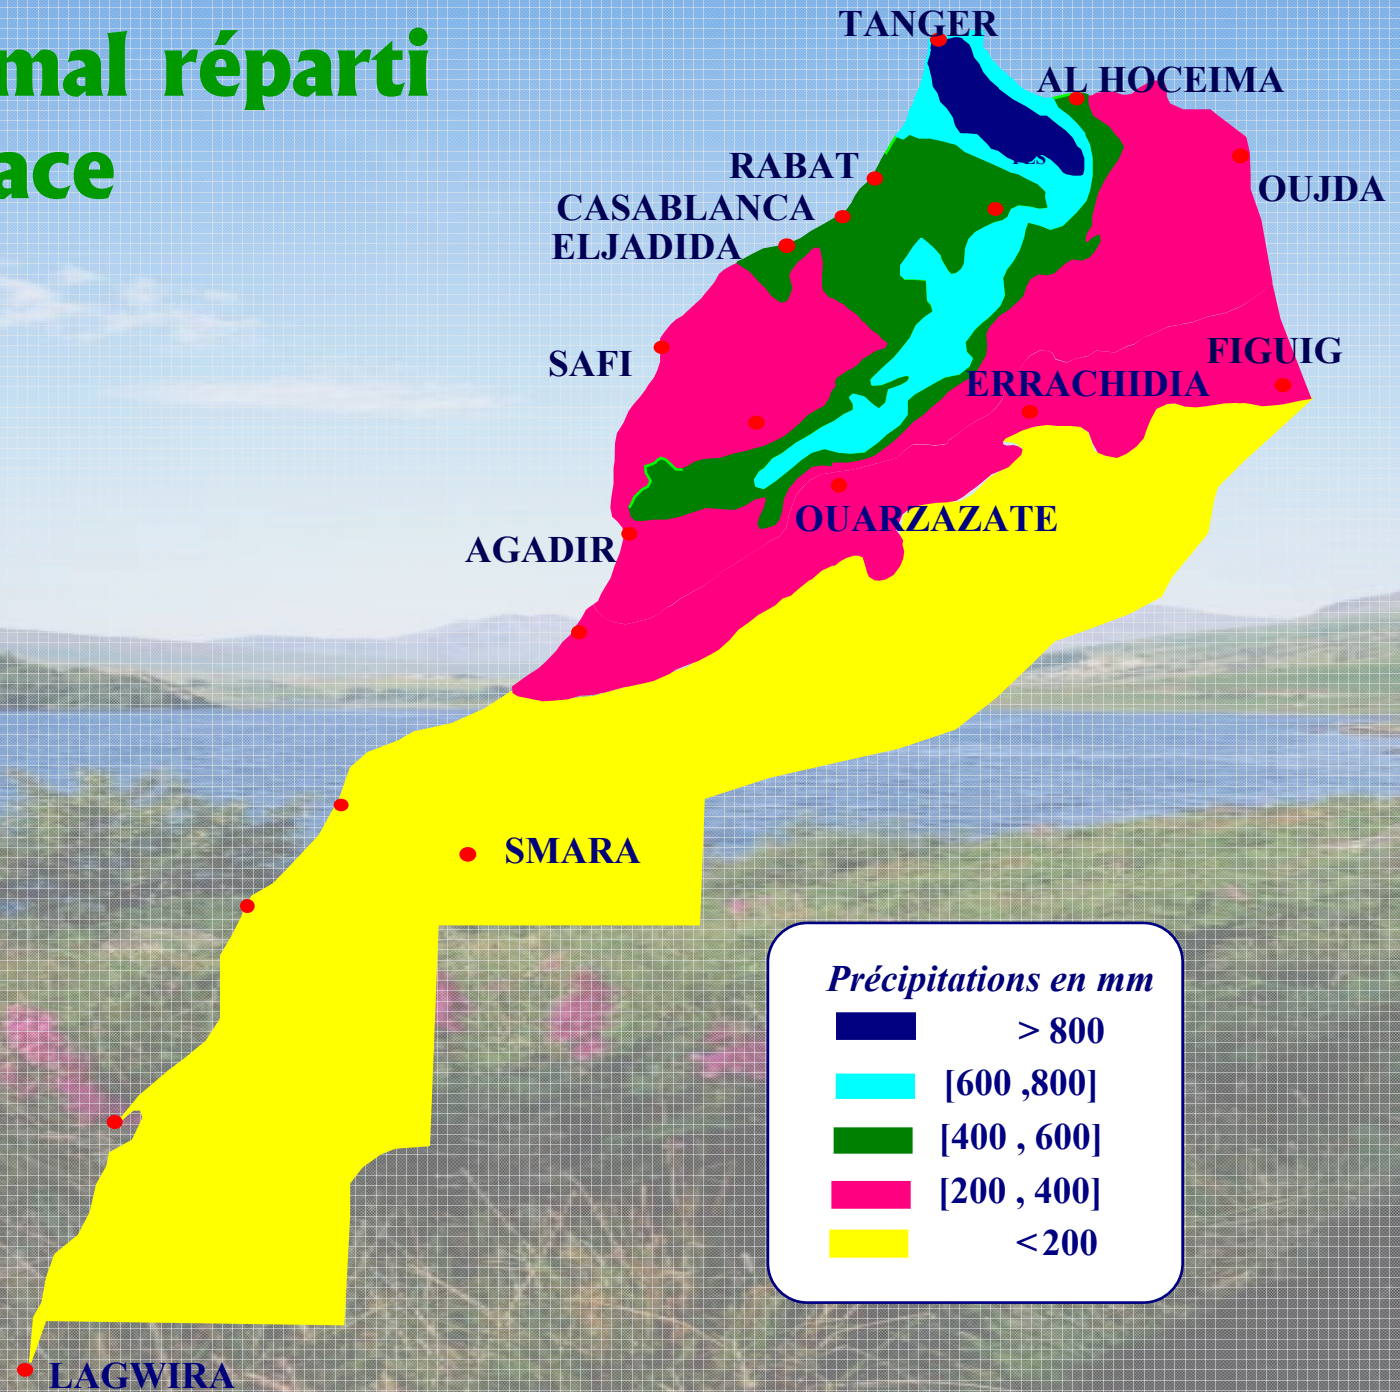 mal réparti
ace
TANGER
AL HOCEIMA
RABAT
OUJDA
CASABLANCA
ELJADIDA
SAFI
FIGUIG
ERRACHIDIA
OUARZAZATE
AGADIR
SMARA
Précipitations en mm
> 800
[600 ,800]
[400 , 600]
[200 , 400]
<200
LAGWIRA